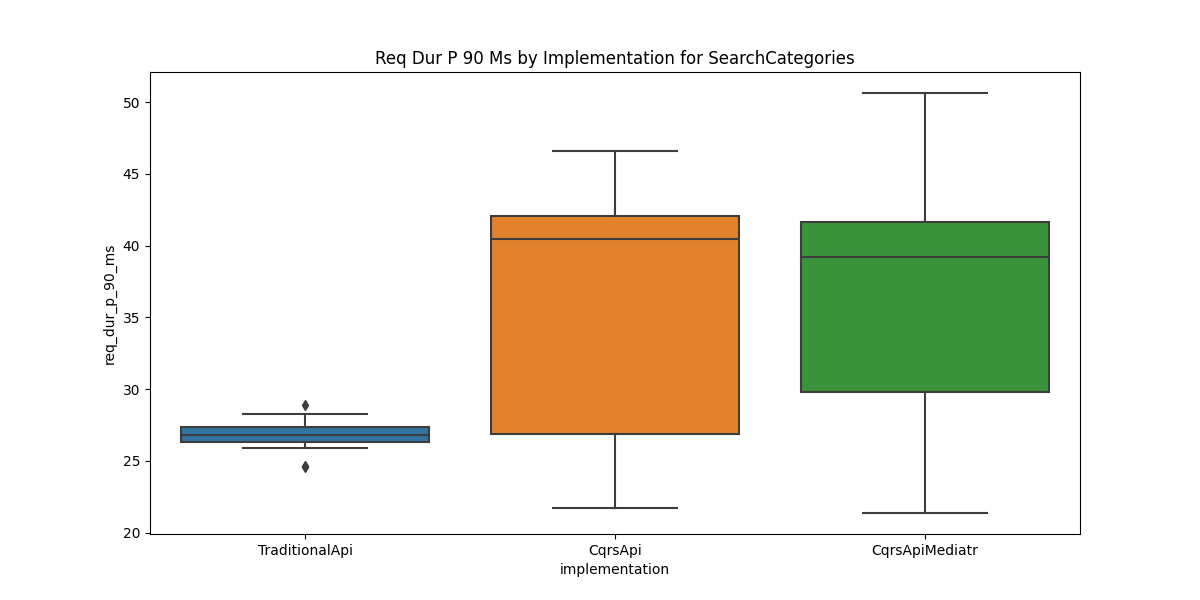 Req Dur P 90 Ms by Implementation for SearchCategories
50
45
40
35
30
25
20
req_dur_p_90_ms
TraditionalApi
CqrsApi
CqrsApiMediatr
implementation